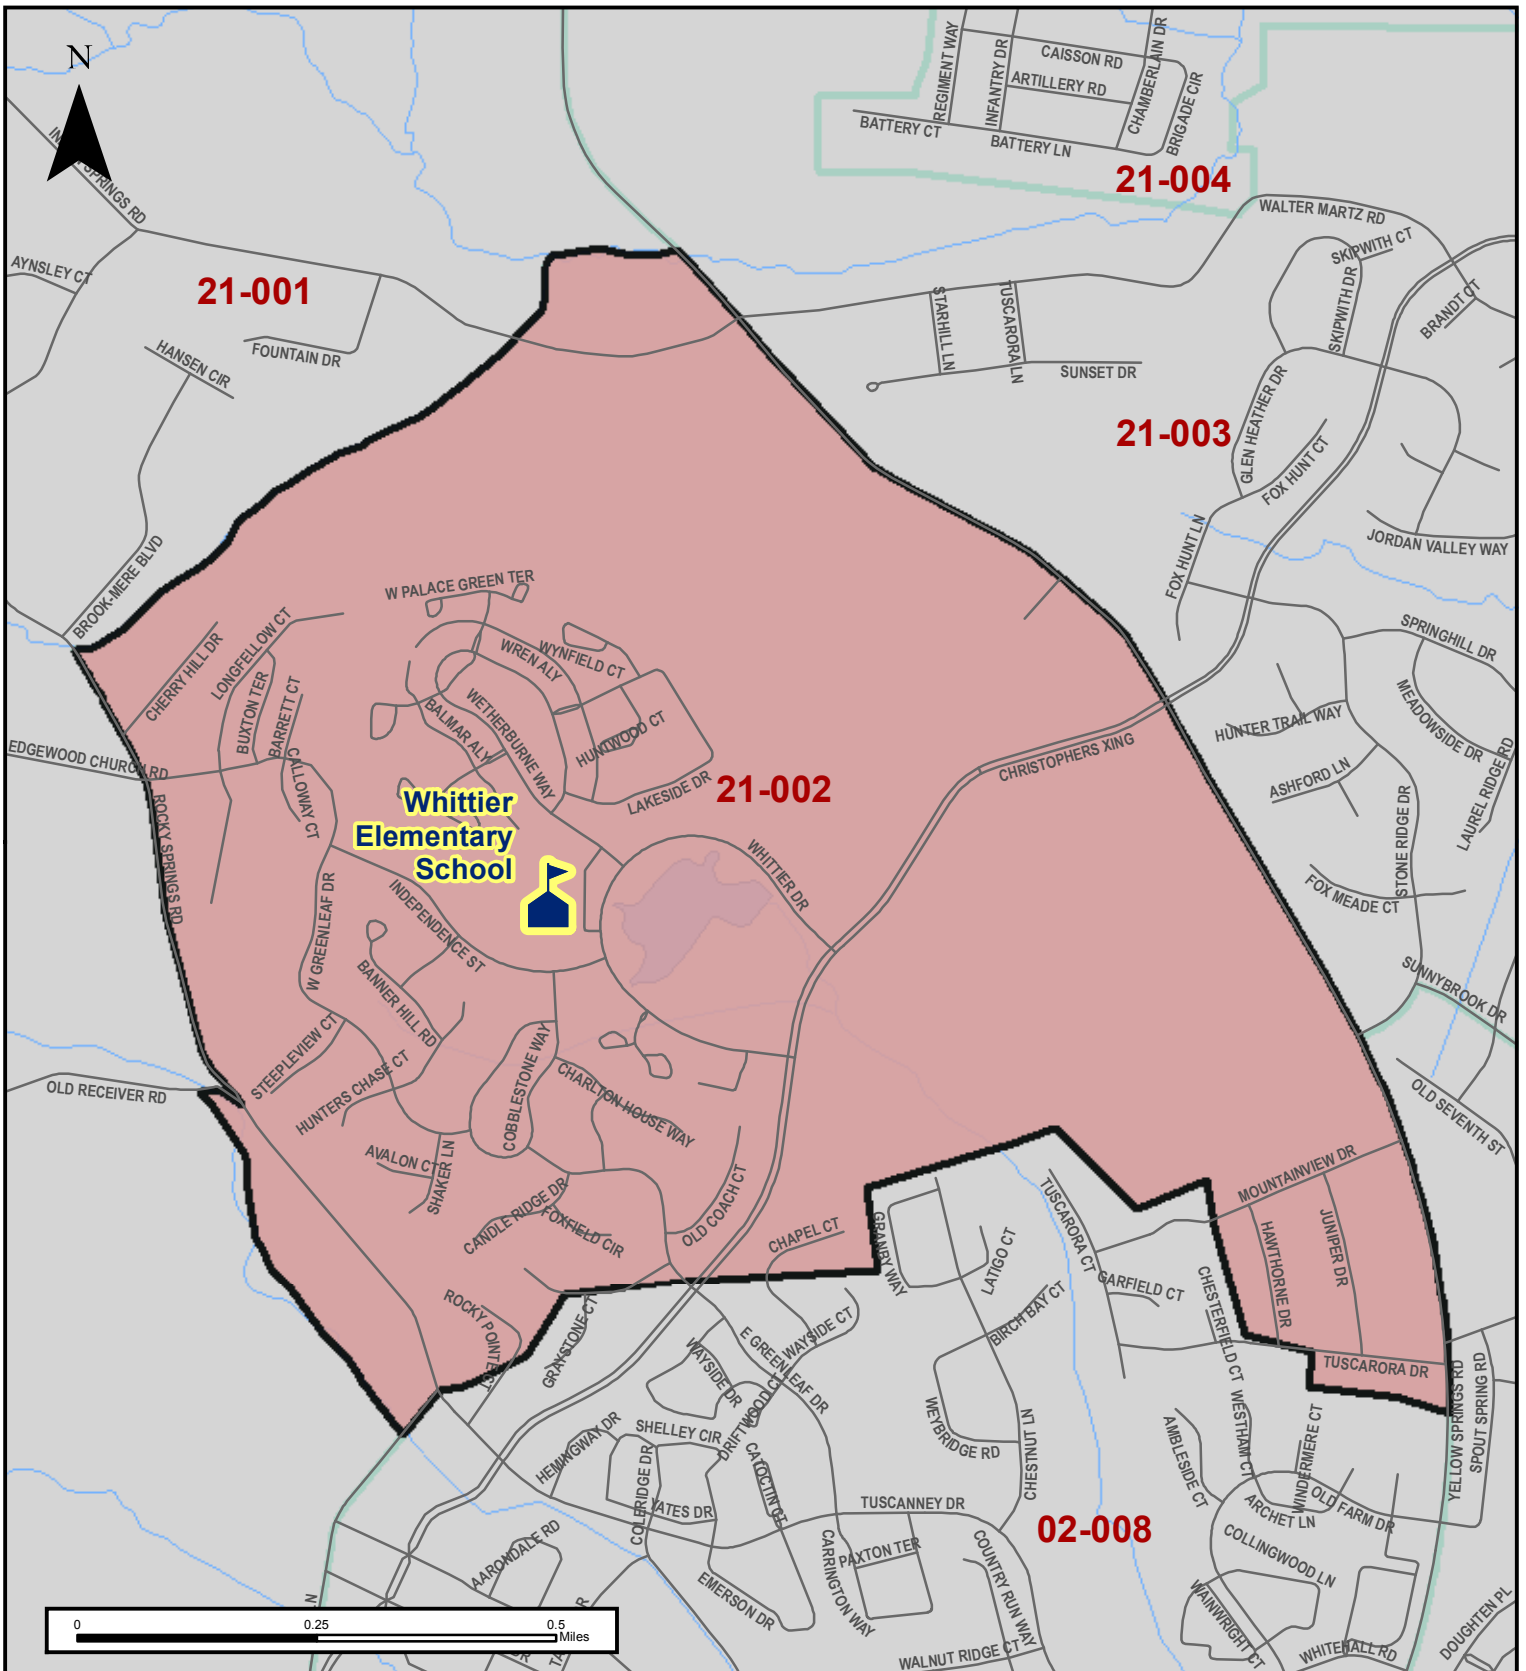 N
REGIMENT WAY
INFANTRY DR
CAISSON RD
CHAMBERLAIN DR
ARTILLERY RD
BRIGADE CIR
BATTERY CT
BATTERY LN
21-004
SPRINGS RD
WALTER MARTZ RD
SKIPWITH CT
AYNSLEY CT
21-001
SKIPWITH DR
BRANDT CT
STARHILL LN
TUSCARORA LN
HANSEN CIR
FOUNTAIN DR
SUNSET DR
GLEN HEATHER DR
21-003
FOX HUNT CT
FOX HUNT LN
JORDAN VALLEY WAY
BROOK-MERE BLVD
W PALACE GREEN TER
CHERRY HILL DR
LONGFELLOW CT
WREN ALY
WYNFIELD CT
SPRINGHILL DR
BUXTON TER
BARRETT CT
BALMAR ALY
WETHERBURNE WAY
HUNTWOOD CT
HUNTER TRAIL WAY
MEADOWSIDE DR
EDGEWOOD CHURCH RD
CALLOWAY CT
LAKESIDE DR
21-002
CHRISTOPHERS XING
ASHFORD LN
LAUREL RIDGE RD
Whittier
Elementary
School
ROCKY SPRINGS RD
WHITTIER DR
STONE RIDGE DR
FOX MEADE CT
W GREENLEAF DR
INDEPENDENCE ST
BANNER HILL RD
SUNNYBROOK DR
STEEPLEVIEW CT
OLD RECEIVER RD
HUNTERS CHASE CT
COBBLESTONE WAY
CHARLTON HOUSE WAY
OLD SEVENTH ST
AVALON CT
SHAKER LN
MOUNTAINVIEW DR
CANDLE RIDGE DR
FOXFIELD CIR
OLD COACH CT
CHAPEL CT
GRANBY WAY
LATIGO CT
TUSCARORA CT
GARFIELD CT
HAWTHORNE DR
JUNIPER DR
ROCKY POINTE CT
GRAYSTONE CT
WAYSIDE CT
E GREENLEAF DR
BIRCH BAY CT
CHESTERFIELD CT
TUSCARORA DR
WAYSIDE DR
DRIFTWOOD CT
WEYBRIDGE RD
CHESTNUT LN
AMBLESIDE CT
WESTHAM CT
WINDERMERE CT
YELLOW SPRINGS RD
SPOUT SPRING RD
HEMINGWAY DR
SHELLEY CIR
COLERIDGE DR
CATOCTIN CT
YATES DR
TUSCANNEY DR
02-008
ARCHET LN
OLD FARM DR
AARONDALE RD
CARRINGTON WAY
PAXTON TER
COUNTRY RUN WAY
COLLINGWOOD LN
EMERSON DR
WAINWRIGHT CT
WHITEHALL RD
DOUGHTEN PL
WALNUT RIDGE CT
0 0.25 0.5
Miles